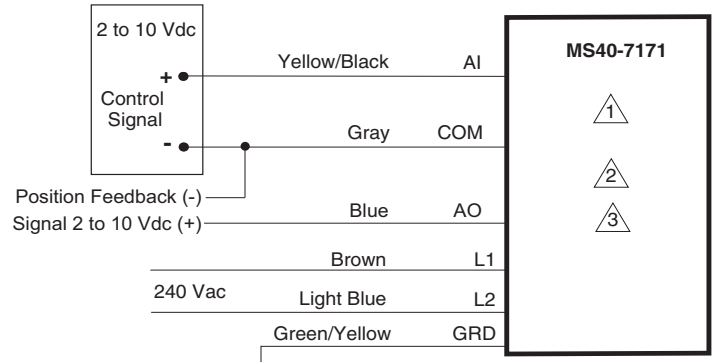 2 to 10 Vdc
MS40-7171
Yellow/Black AI
+
Control
Signal
1
-
Gray COM
2
Position Feedback (-)
Signal 2 to 10 Vdc (+)
Blue AO
3
Brown L1
240 Vac
Light Blue L2
Green/Yellow GRD